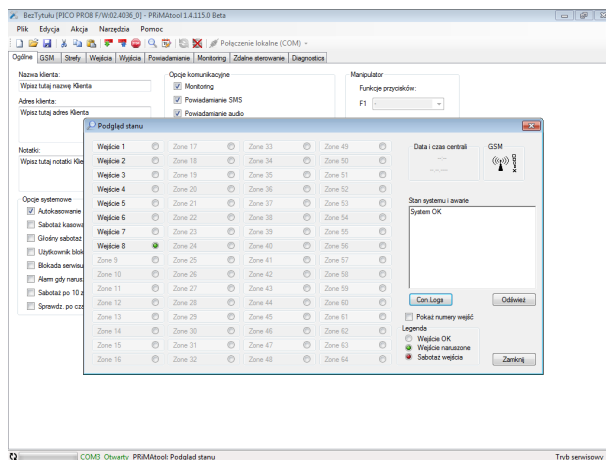 BezTytułu [PICO PRO8 F/W:02.4036_0] - PRiMAtool 1.4.115.0 Beta
Plik Edycja Akcja Narzędzia Pomoc
Połączenie lokalne (COM)
Ogólne GSM Strefy Wejścia Wyjścia Powiadamianie Monitoring Zdalne sterowanie Diagnostics
Nazwa klienta:
Wpisz tutaj nazwę Klienta
Adres klienta:
Wpisz tutaj adres Klienta
Notatki:
Wpisz tutaj notatki Klie
Opcje komunikacyjne
Monitoring
Powiadamianie SMS
Powiadamianie audio
Manipulator
Funkcje przycisków:
F1
Opcje systemowe
Autokasowanie
Sabotaż kasowa
Głośny sabotaż
Użytkownik blok
Blokada serwisu
Alarm gdy narus
Sabotaż po 10 z
Sprawdz. po cza
Podgląd stanu
Wejście 1 Zone 17 Zone 33 Zone 49
Wejście 2 Zone 18 Zone 34 Zone 50
Wejście 3 Zone 19 Zone 35 Zone 51
Wejście 4 Zone 20 Zone 36 Zone 52
Wejście 5 Zone 21 Zone 37 Zone 53
Wejście 6 Zone 22 Zone 38 Zone 54
Wejście 7 Zone 23 Zone 39 Zone 55
Wejście 8 Zone 24 Zone 40 Zone 56
Zone 9 Zone 25 Zone 41 Zone 57
Zone 10 Zone 26 Zone 42 Zone 58
Zone 11 Zone 27 Zone 43 Zone 59
Zone 12 Zone 28 Zone 44 Zone 60
Zone 13 Zone 29 Zone 45 Zone 61
Zone 14 Zone 30 Zone 46 Zone 62
Zone 15 Zone 31 Zone 47 Zone 63
Zone 16 Zone 32 Zone 48 Zone 64
Data i czas centrali
--:--
--.--.----
GSM
Stan systemu i awarie
System OK
Con.Logs Odśwież
Pokaż numery wejść
Legenda
Wejście OK
Wejście naruszone
Sabotaż wejścia
Zamknij
COM3 Otwarty PRiMAtool: Podgląd stanu
Tryb serwisowy